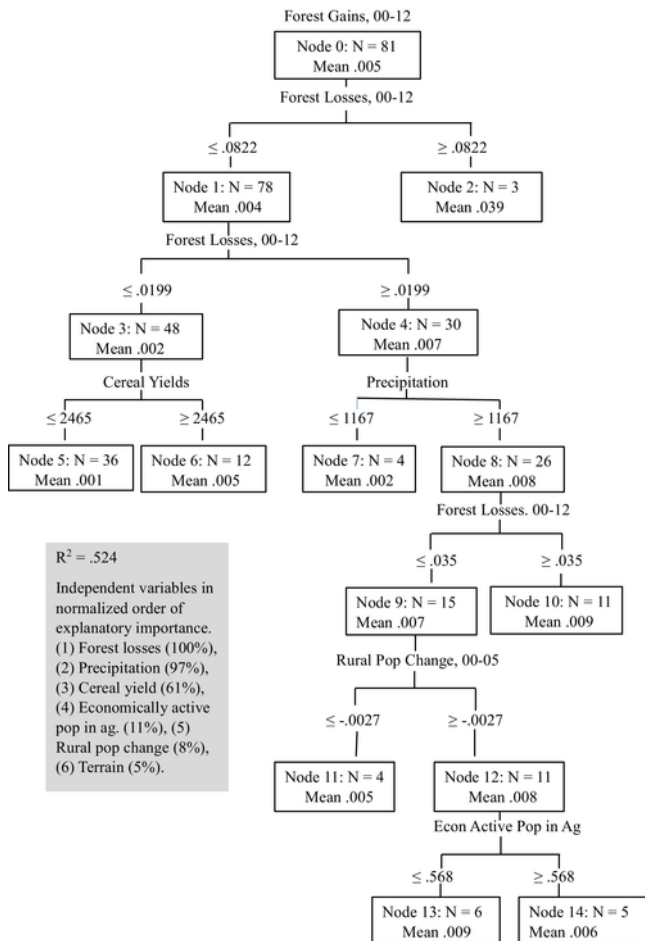 Forest Gains, 00-12
Node 0: N = 81
Mean .005
Forest Losses, 00-12
≤ .0822
≥ .0822
Node 1: N = 78
Mean .004
Node 2: N = 3
Mean .039
Forest Losses, 00-12
≤ .0199
≥ .0199
Node 3: N = 48
Mean .002
Node 4: N = 30
Mean .007
Cereal Yields
Precipitation
≤ 2465
≥ 2465
≤ 1167
≥ 1167
Node 5: N = 36
Mean .001
Node 6: N = 12
Mean .005
Node 7: N = 4
Mean .002
Node 8: N = 26
Mean .008
Forest Losses. 00-12
≤ .035
≥ .035
Node 9: N = 15
Mean .007
Node 10: N = 11
Mean .009
Rural Pop Change, 00-05
≤ -.0027
≥ -.0027
Node 11: N = 4
Mean .005
Node 12: N = 11
Mean .008
Econ Active Pop in Ag
≤ .568
≥ .568
Node 13: N = 6
Mean .009
Node 14: N = 5
Mean .006
R² = .524
Independent variables in
normalized order of
explanatory importance.
(1) Forest losses (100%),
(2) Precipitation (97%),
(3) Cereal yield (61%),
(4) Economically active
pop in ag. (11%), (5)
Rural pop change (8%),
(6) Terrain (5%).